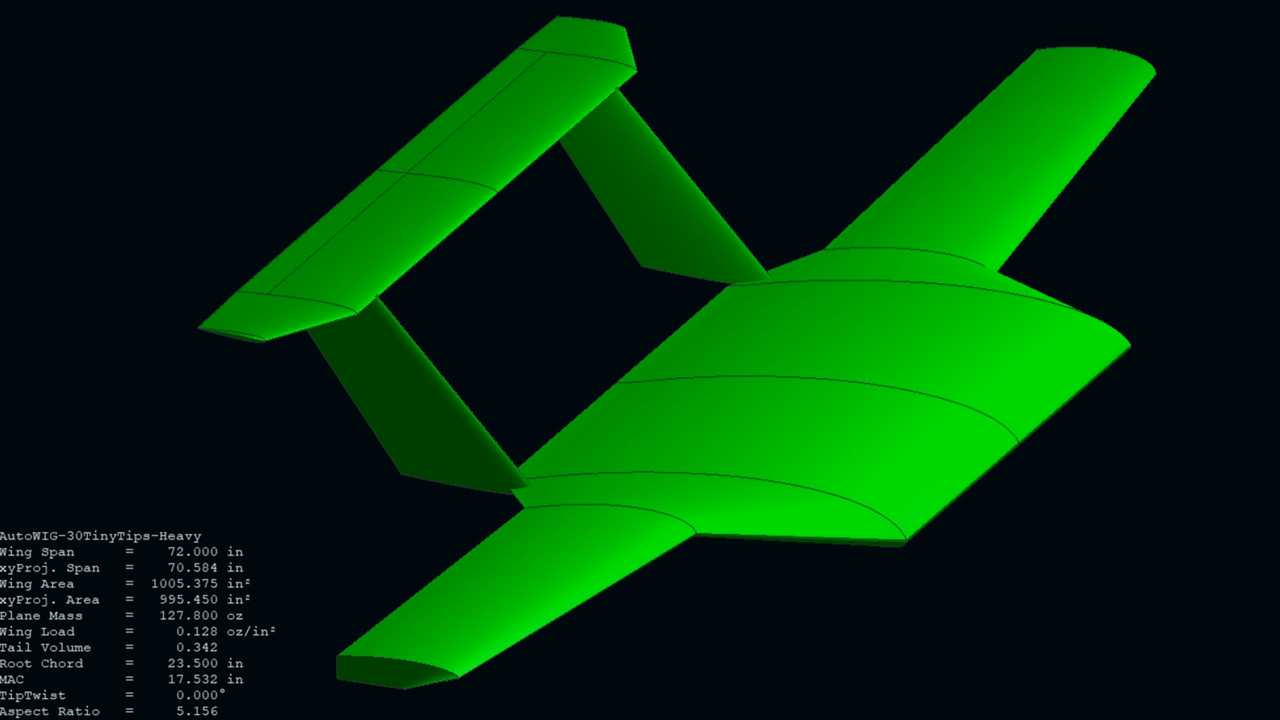 AutoWIG-30TinyTips-Heavy
Wing Span = 72.000 in
xyProj. Span = 70.584 in
Wing Area = 1005.375 in²
xyProj. Area = 995.450 in²
Plane Mass = 127.800 oz
Wing Load = 0.128 oz/in²
Tail Volume = 0.342
Root Chord = 23.500 in
MAC = 17.532 in
TipTwist = 0.000°
Aspect Ratio = 5.156